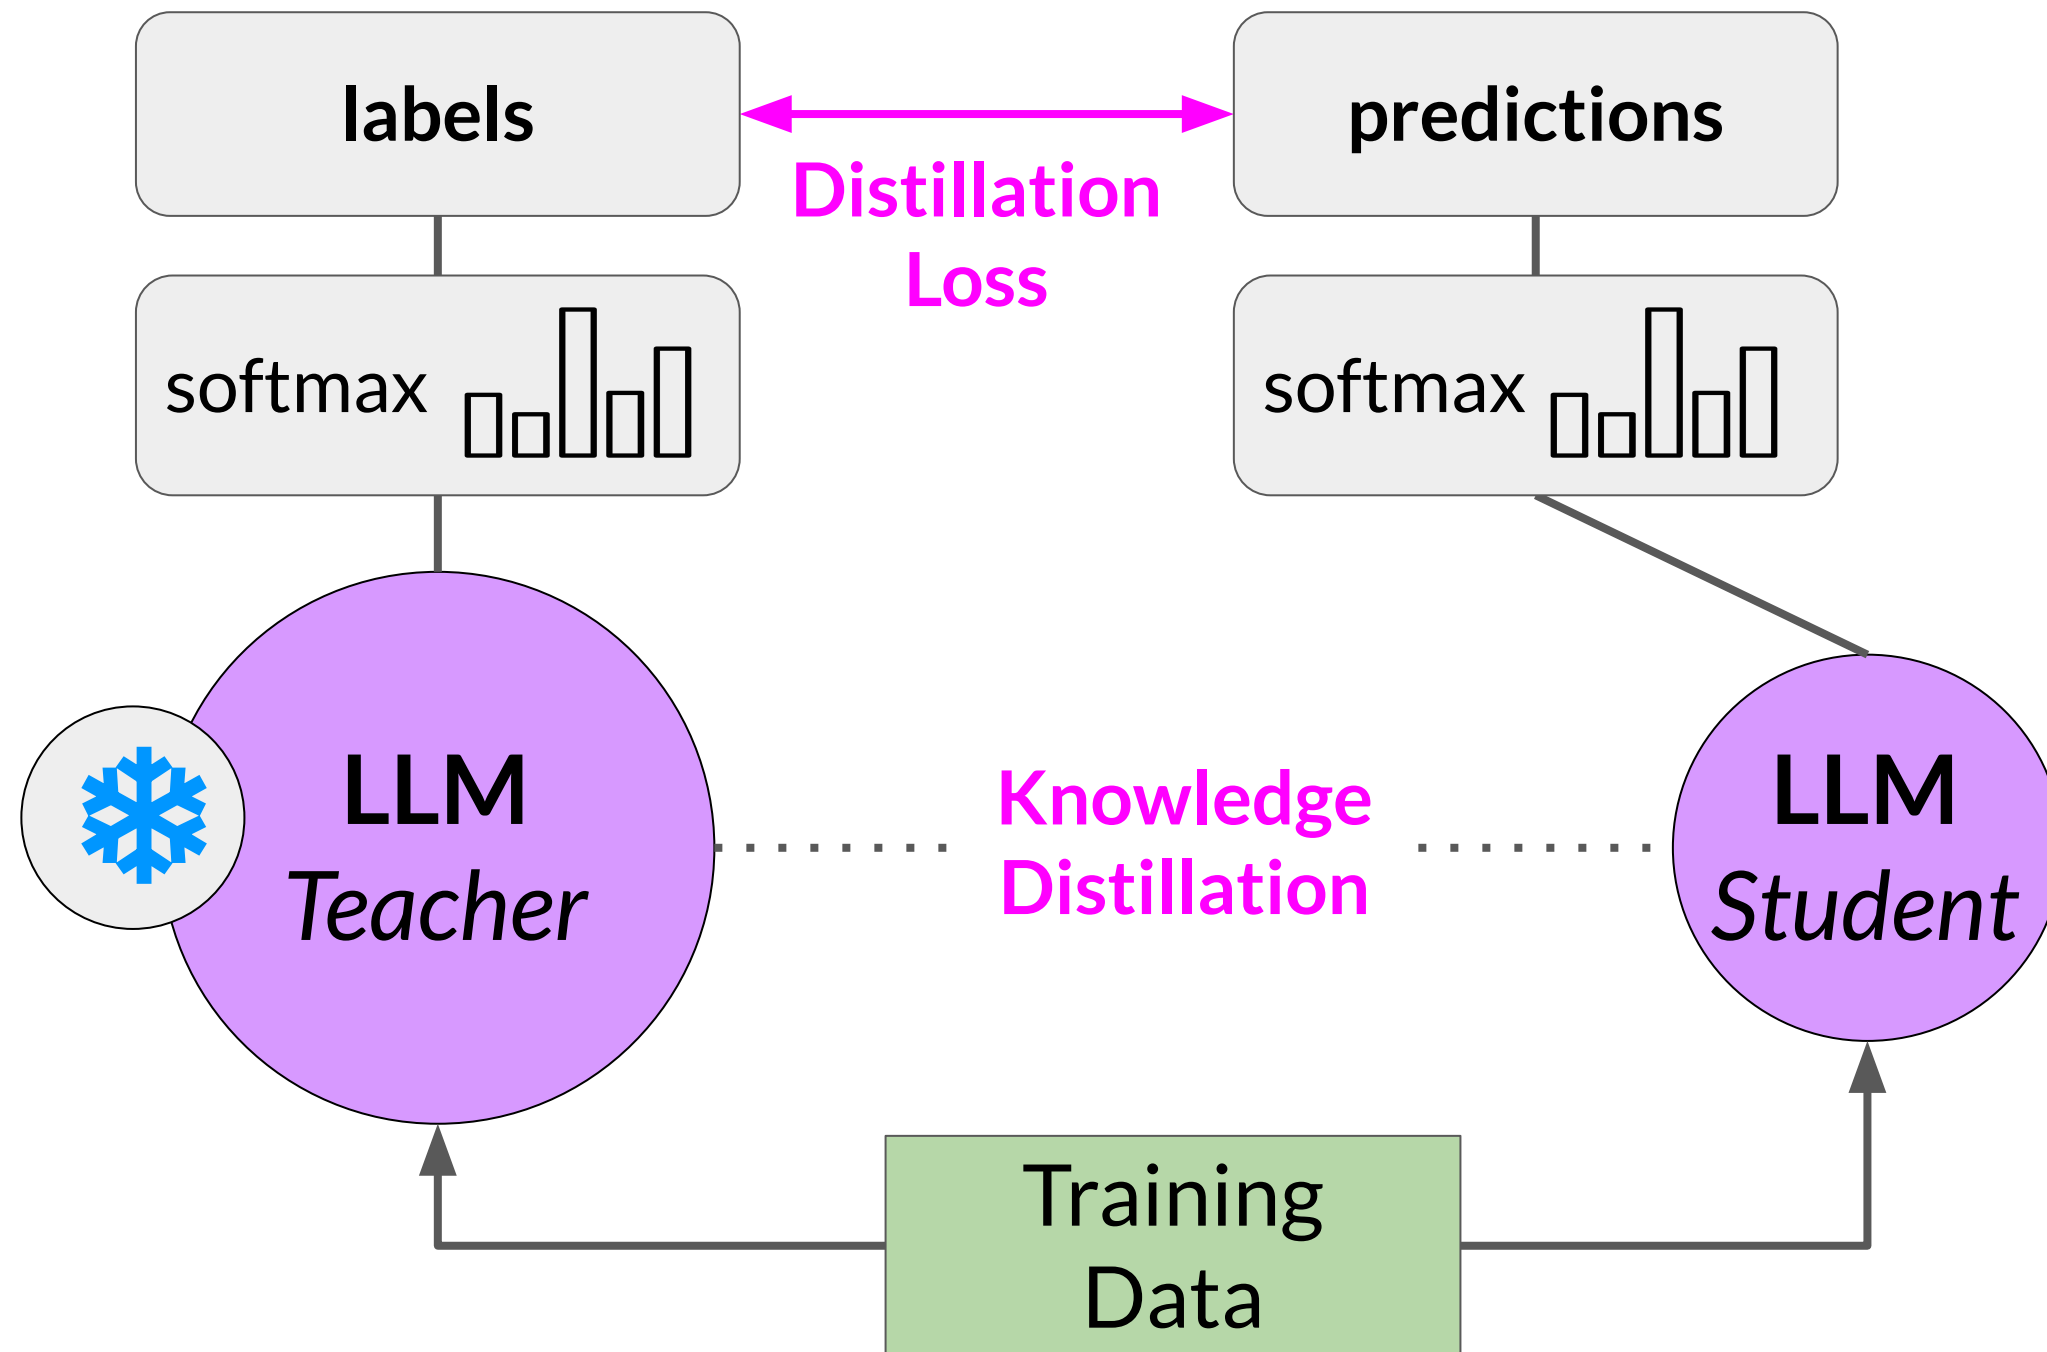 labels
predictions
Distillation
Loss
softmax
softmax
LLM
Teacher
Knowledge
Distillation
LLM
Student
Training
Data